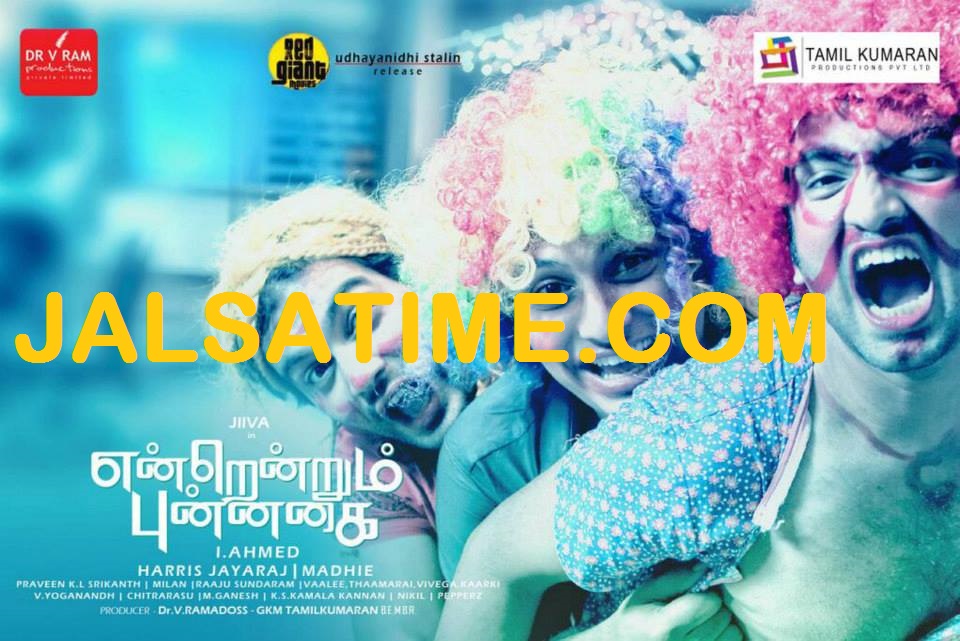 DR V RAM
productions
private limited
RED
giant
movies
udhayanidhi stalin
release
TAMIL KUMARAN
PRODUCTIONS PVT LTD
JALSATIME.COM
JIIVA
in
என்றென்றும்
புன்னகை
I.AHMED
HARRIS JAYARAJ | MADHIE
PRAVEEN K.L SRIKANTH | MILAN | RAAJU SUNDARAM | VAALEE,THAAMARAI,VIVEGA,KAARKI
V.YOGANANDH | CHITRARASU | M.GANESH | K.S.KAMALA KANNAN | NIKIL | PEPPERZ
PRODUCER - Dr.V.RAMADOSS - GKM TAMILKUMARAN B.E,M.B.R